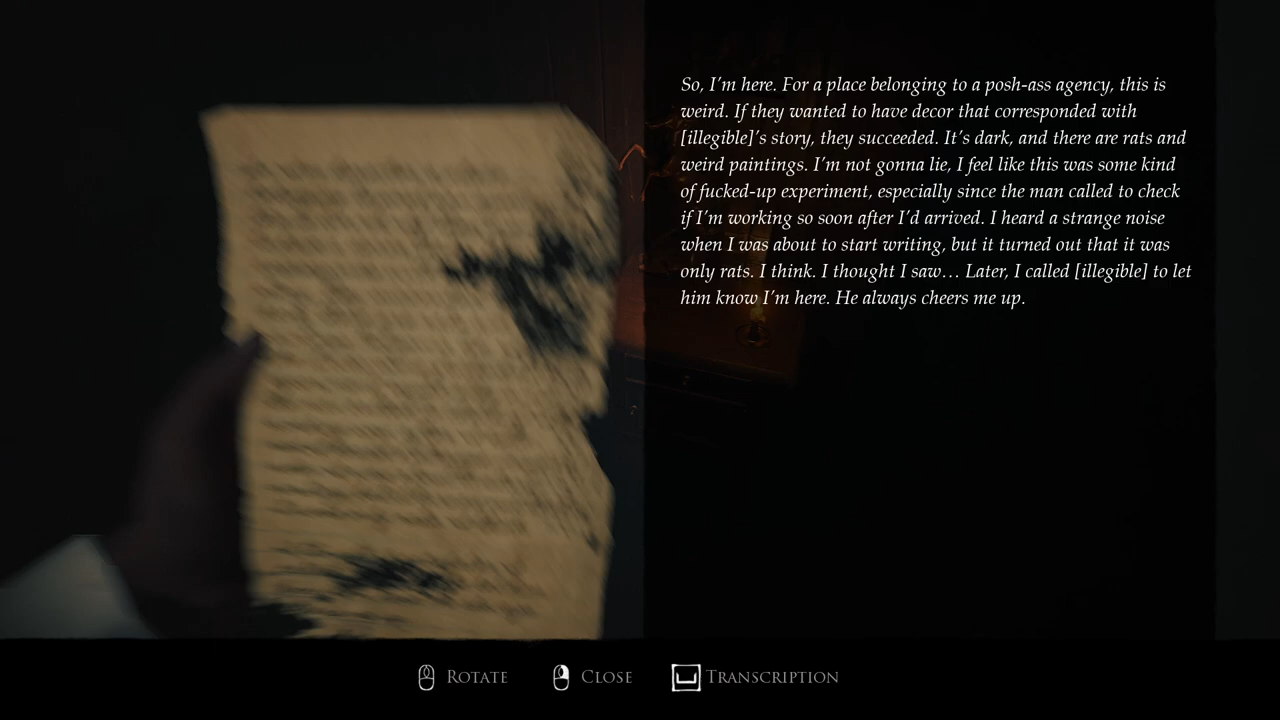 So, I'm here. For a place belonging to a posh-ass agency, this is
weird. If they wanted to have decor that corresponded with
[illegible]'s story, they succeeded. It's dark, and there are rats and
weird paintings. I'm not gonna lie, I feel like this was some kind
of fucked-up experiment, especially since the man called to check
if I'm working so soon after I'd arrived. I heard a strange noise
when I was about to start writing, but it turned out that it was
only rats. I think. I thought I saw… Later, I called [illegible] to let
him know I'm here. He always cheers me up.
Rotate
Close
Transcription